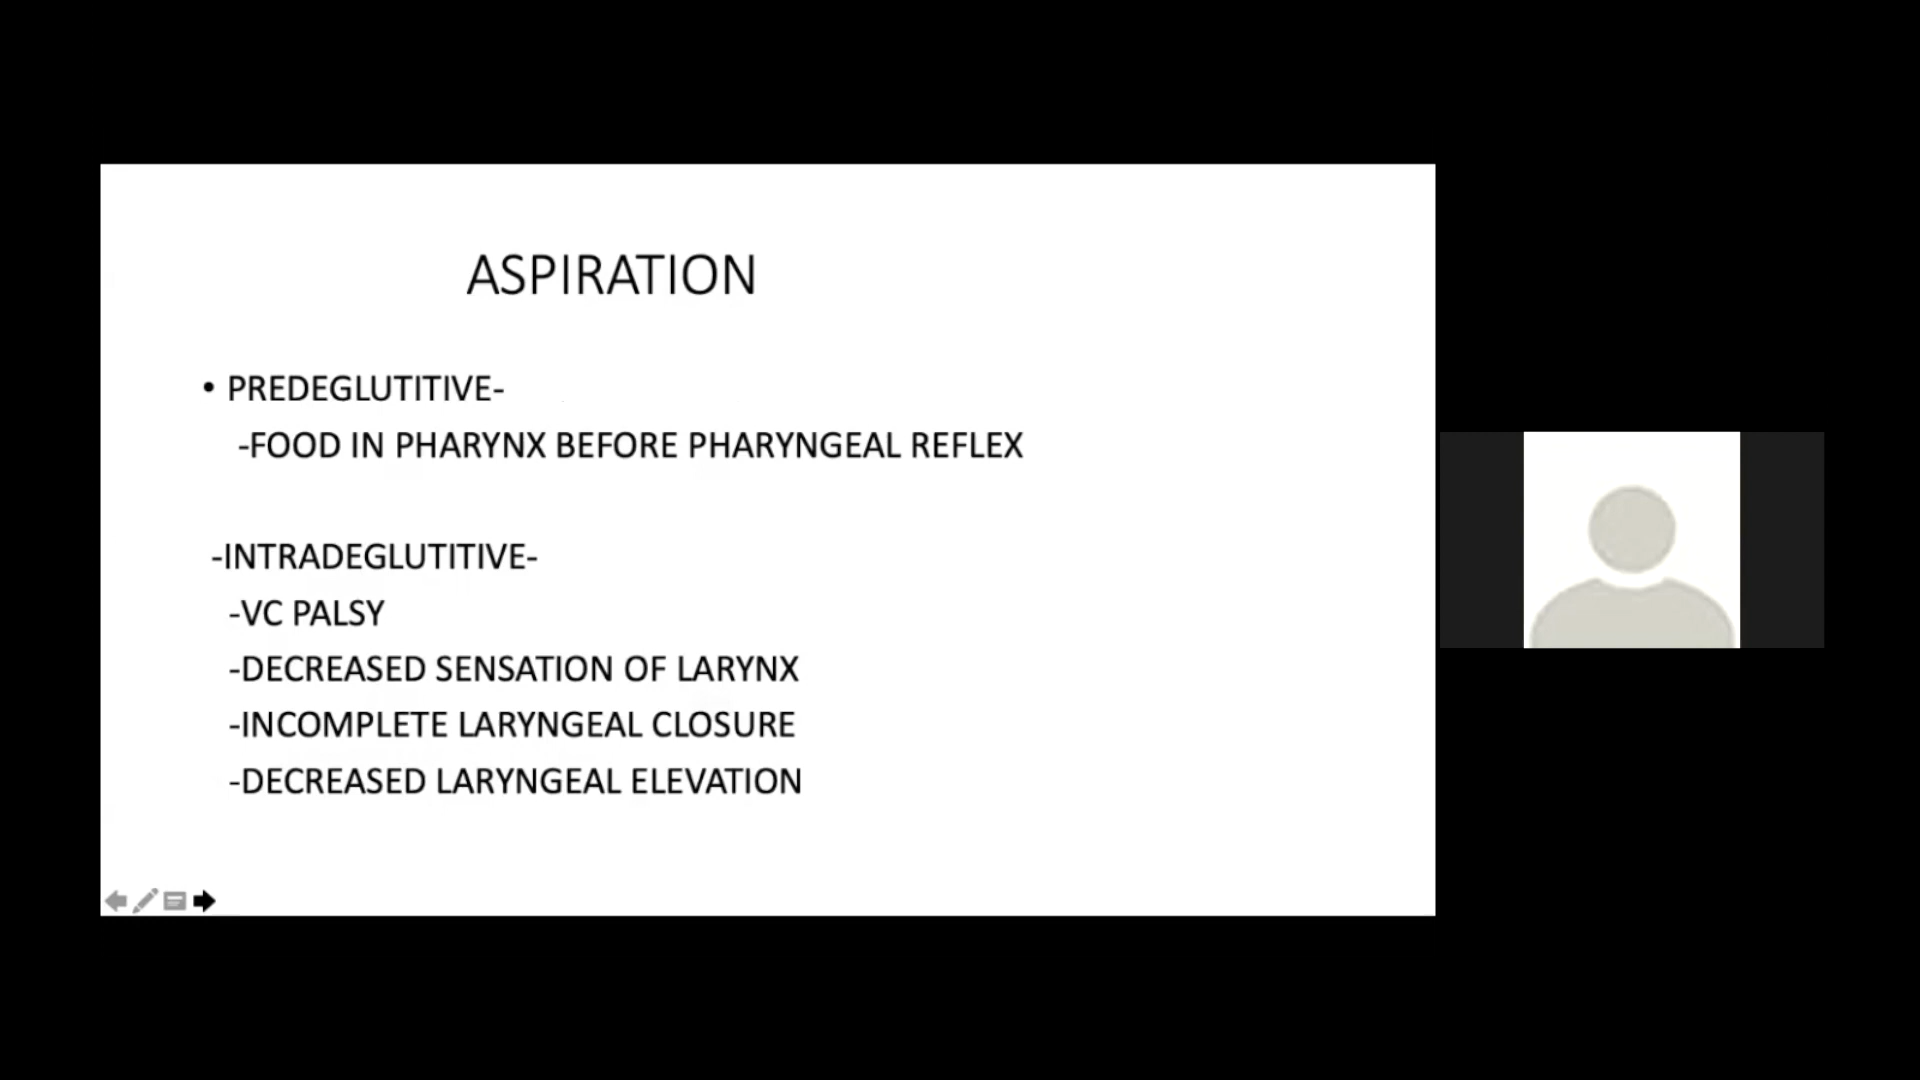 ASPIRATION
• PREDEGLUTITIVE-
-FOOD IN PHARYNX BEFORE PHARYNGEAL REFLEX
-INTRADEGLUTITIVE-
-VC PALSY
-DECREASED SENSATION OF LARYNX
-INCOMPLETE LARYNGEAL CLOSURE
-DECREASED LARYNGEAL ELEVATION